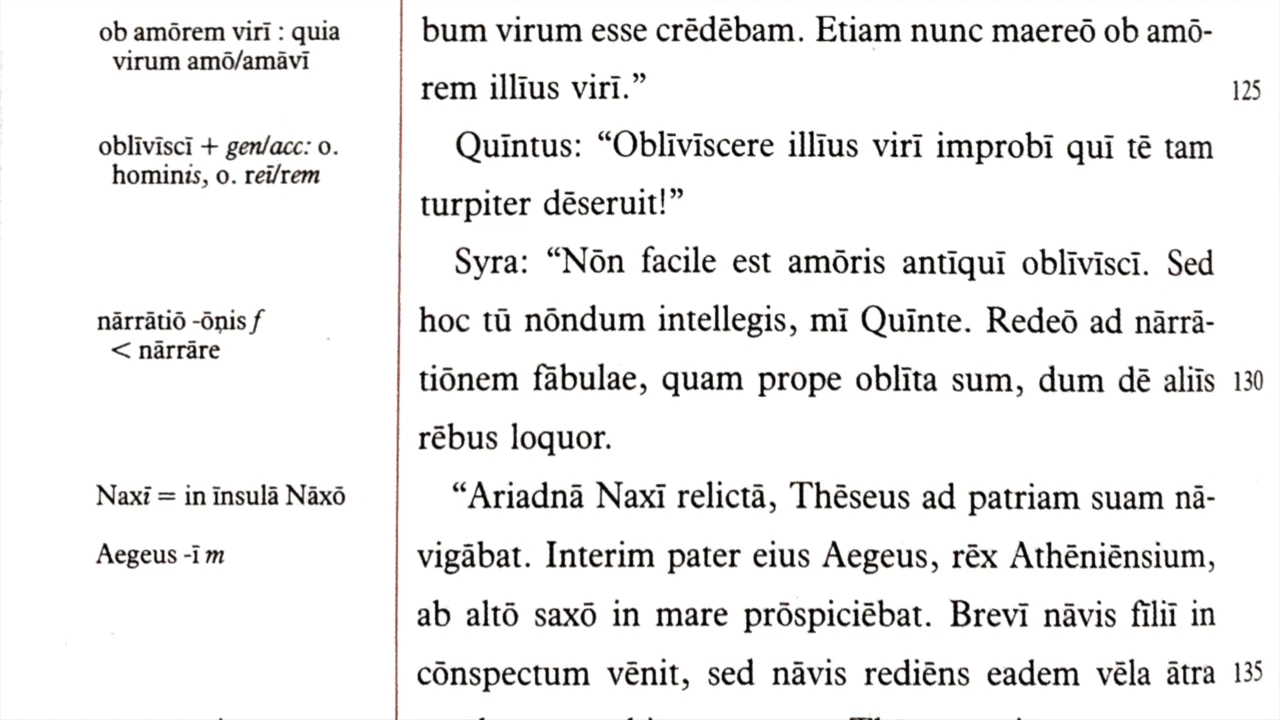 ob amōrem virī : quia
virum amō/amāvī
oblīvīscī + gen/acc: o.
hominis, o. reī/rem
nārrātiō -ōnis f
< nārrāre
Naxī = in īnsulā Nāxō
Aegeus -ī m
bum virum esse crēdēbam. Etiam nunc maereō ob amō-
rem illīus virī.”
125
Quīntus: “Oblīvīscere illīus virī improbī quī tē tam
turpiter dēseruit!”
Syra: “Nōn facile est amōris antīquī oblīvīscī. Sed
hoc tū nōndum intellegis, mī Quīnte. Redeō ad nārrā-
tiōnem fābulae, quam prope oblīta sum, dum dē aliīs 130
rēbus loquor.
“Ariadnā Naxī relictā, Thēseus ad patriam suam nā-
vigābat. Interim pater eius Aegeus, rēx Athēniēnsium,
ab altō saxō in mare prōspiciēbat. Brevī nāvis fīliī in
cōnspectum vēnit, sed nāvis rediēns eadem vēla ātra 135